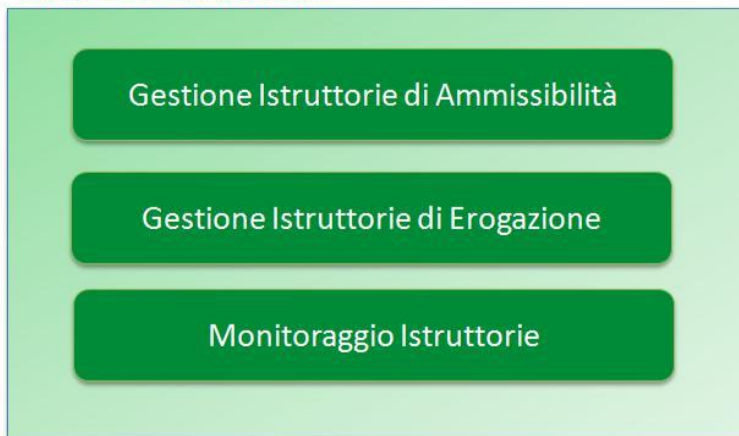 Gestione Istruttorie di Ammissibilità
Gestione Istruttorie di Erogazione
Monitoraggio Istruttorie